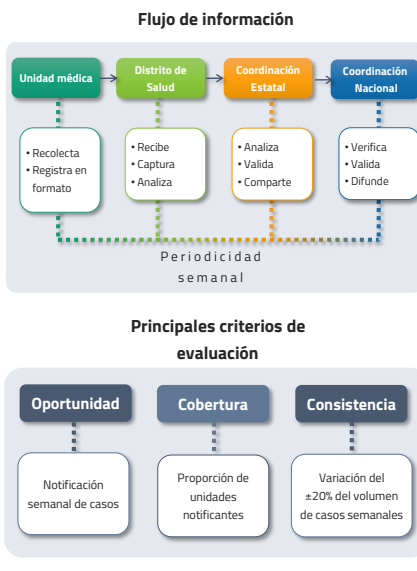 Flujo de información
Unidad médica
Distrito de
Salud
Coordinación
Estatal
Coordinación
Nacional
• Recolecta
• Registra en
formato
• Recibe
• Captura
• Analiza
• Analiza
• Valida
• Comparte
• Verifica
• Valida
• Difunde
Periodicidad
semanal
Principales criterios de
evaluación
Oportunidad
Cobertura
Consistencia
Notificación
semanal de casos
Proporción de
unidades
notificantes
Variación del
±20% del volumen
de casos semanales